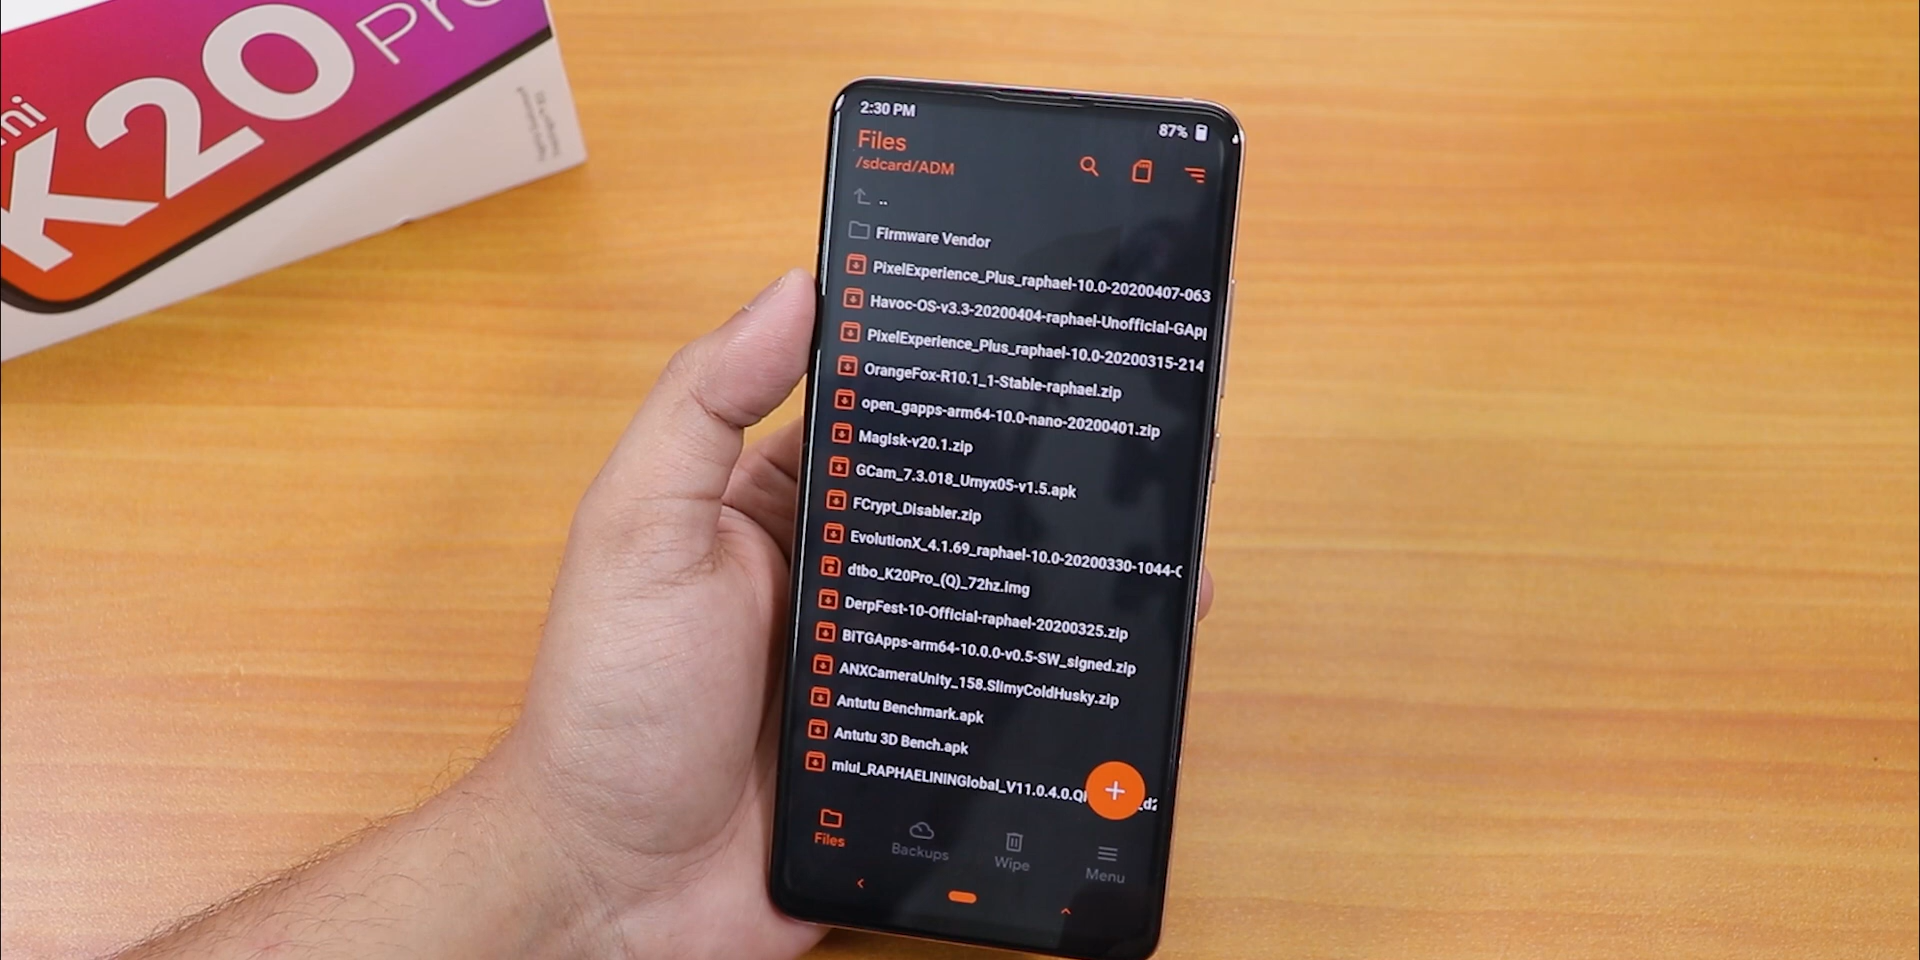 K20 Pro
2:30 PM
87%
Files
/sdcard/ADM
..
Firmware Vendor
PixelExperience_Plus_raphael-10.0-20200407-063
Havoc-OS-v3.3-20200404-raphael-Unofficial-GApp
PixelExperience_Plus_raphael-10.0-20200315-214
OrangeFox-R10.1_1-Stable-raphael.zip
open_gapps-arm64-10.0-nano-20200401.zip
Magisk-v20.1.zip
GCam_7.3.018_Urnyx05-v1.5.apk
FCrypt_Disabler.zip
EvolutionX_4.1.69_raphael-10.0-20200330-1044-
dtbo_K20Pro_(Q)_72hz.img
DerpFest-10-Official-raphael-20200325.zip
BiTGApps-arm64-10.0.0-v0.5-SW_signed.zip
ANXCameraUnity_158.SlimyColdHusky.zip
Antutu Benchmark.apk
Antutu 3D Bench.apk
miui_RAPHAELININGlobal_V11.0.4.0.
Files
Backups
Wipe
Menu